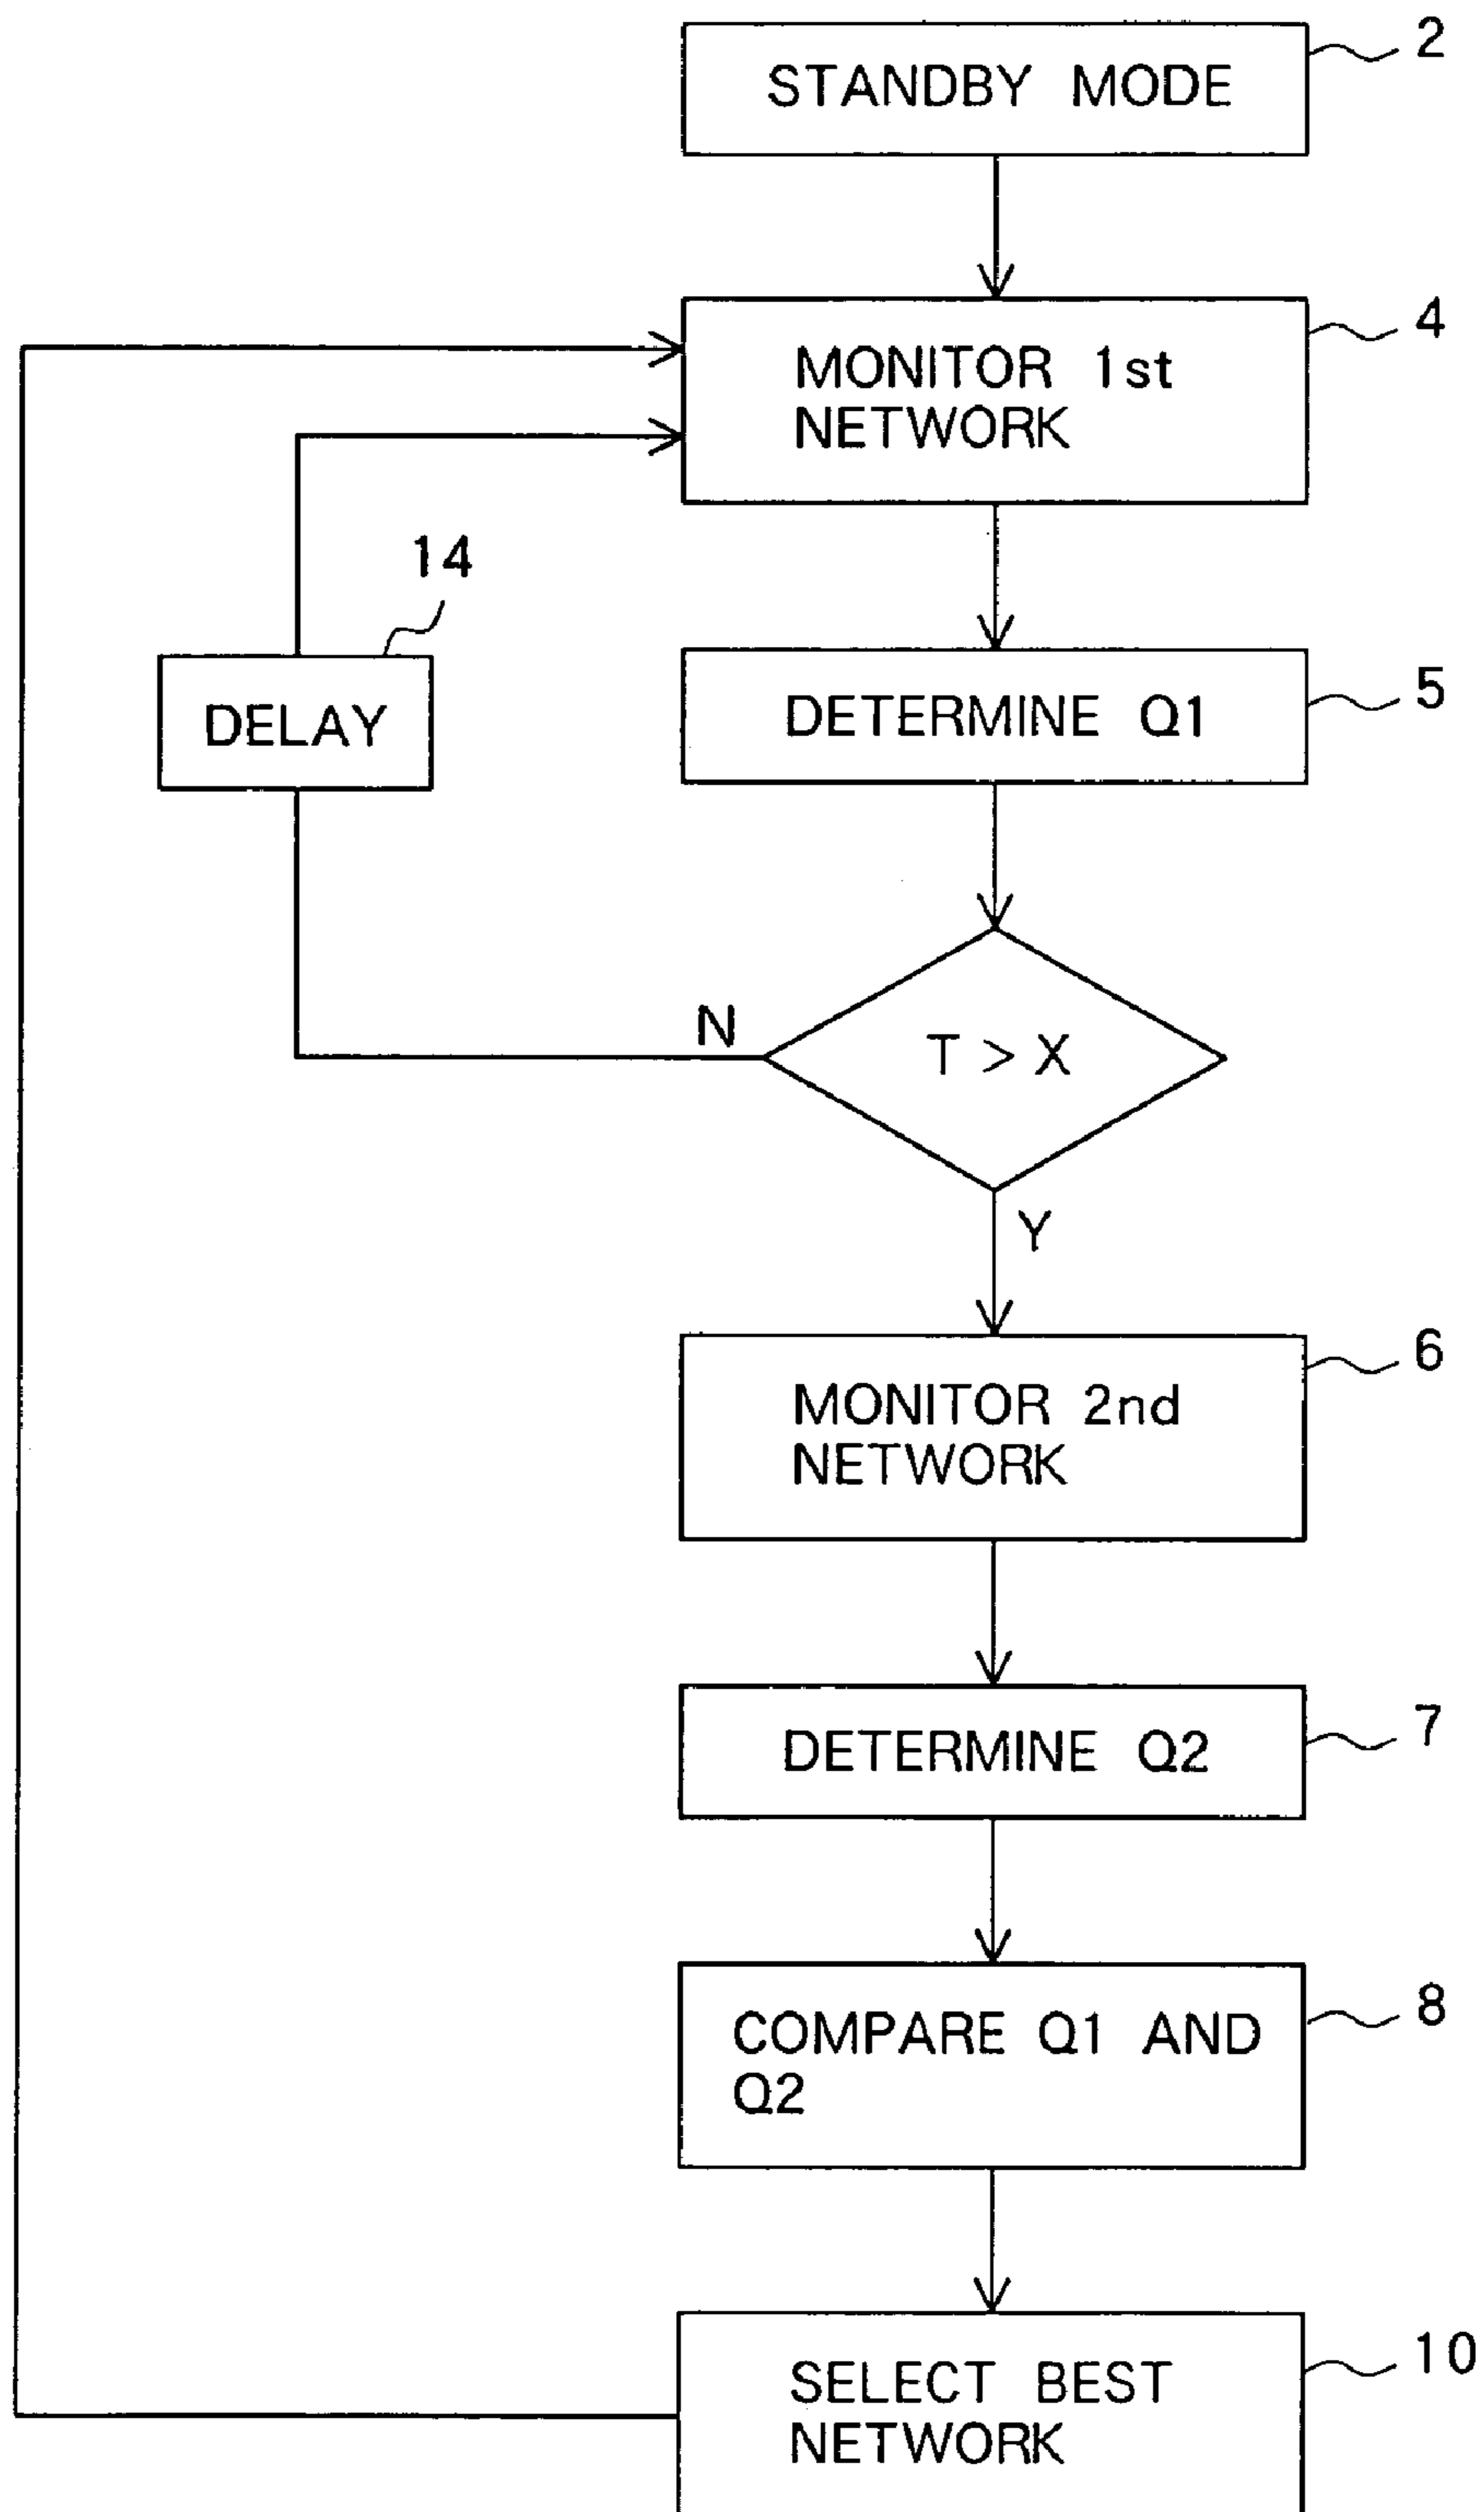 STANDBY MODE
2
MONITOR 1st
NETWORK
4
14
DELAY
DETERMINE Q1
5
N
T > X
Y
MONITOR 2nd
NETWORK
6
DETERMINE Q2
7
COMPARE Q1 AND
Q2
8
SELECT BEST
NETWORK
10